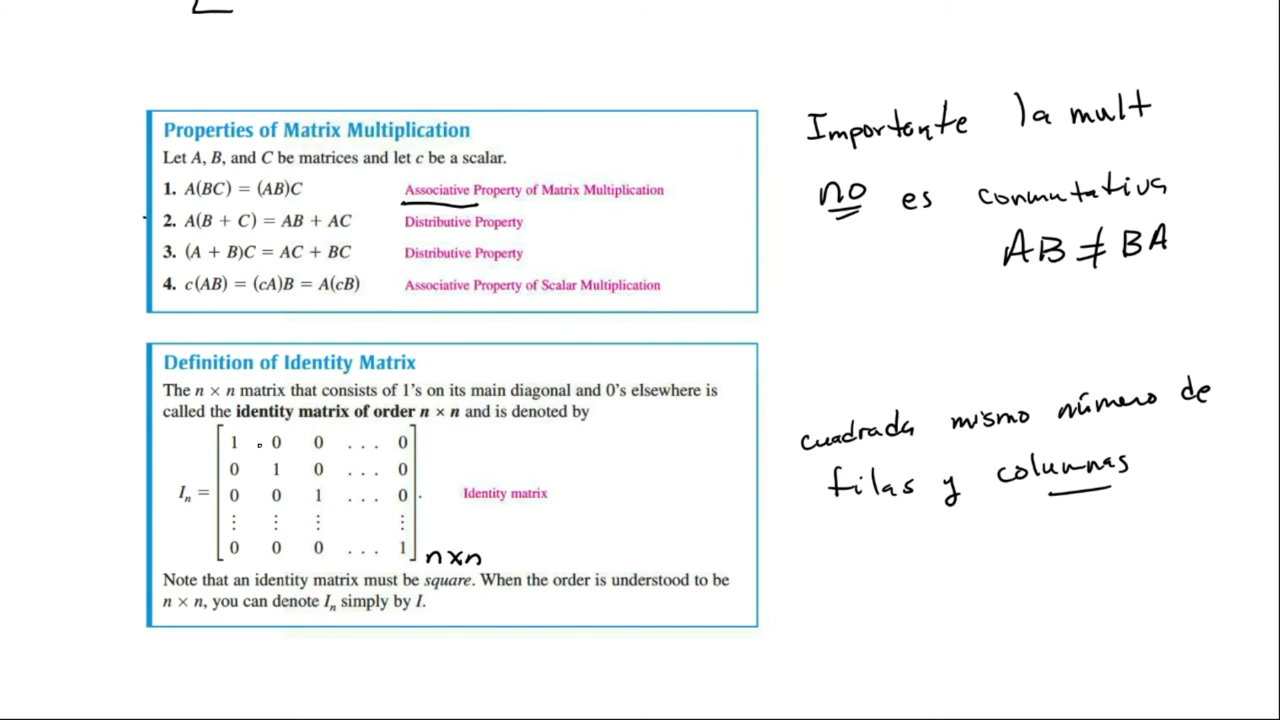 Properties of Matrix Multiplication
Let A, B, and C be matrices and let c be a scalar.
1. A(BC) = (AB)C Associative Property of Matrix Multiplication
2. A(B + C) = AB + AC Distributive Property
3. (A + B)C = AC + BC Distributive Property
4. c(AB) = (cA)B = A(cB) Associative Property of Scalar Multiplication
Importante la mult
no es conmutativa
AB ≠ BA
Definition of Identity Matrix
The n × n matrix that consists of 1's on its main diagonal and 0's elsewhere is
called the identity matrix of order n × n and is denoted by
1 0 0 . . . 0
0 1 0 . . . 0
Iₙ = 0 0 1 . . . 0 . Identity matrix
⋮ ⋮ ⋮ ⋮
0 0 0 . . . 1 n×n
Note that an identity matrix must be square. When the order is understood to be
n × n, you can denote Iₙ simply by I.
cuadrada mismo número de
filas y columnas